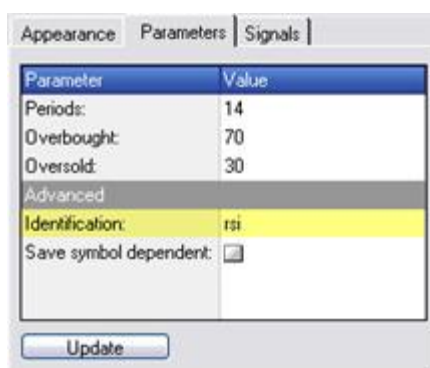 Appearance Parameters Signals
Parameter Value
Periods: 14
Overbought: 70
Oversold: 30
Advanced
Identification: rsi
Save symbol dependent:
Update